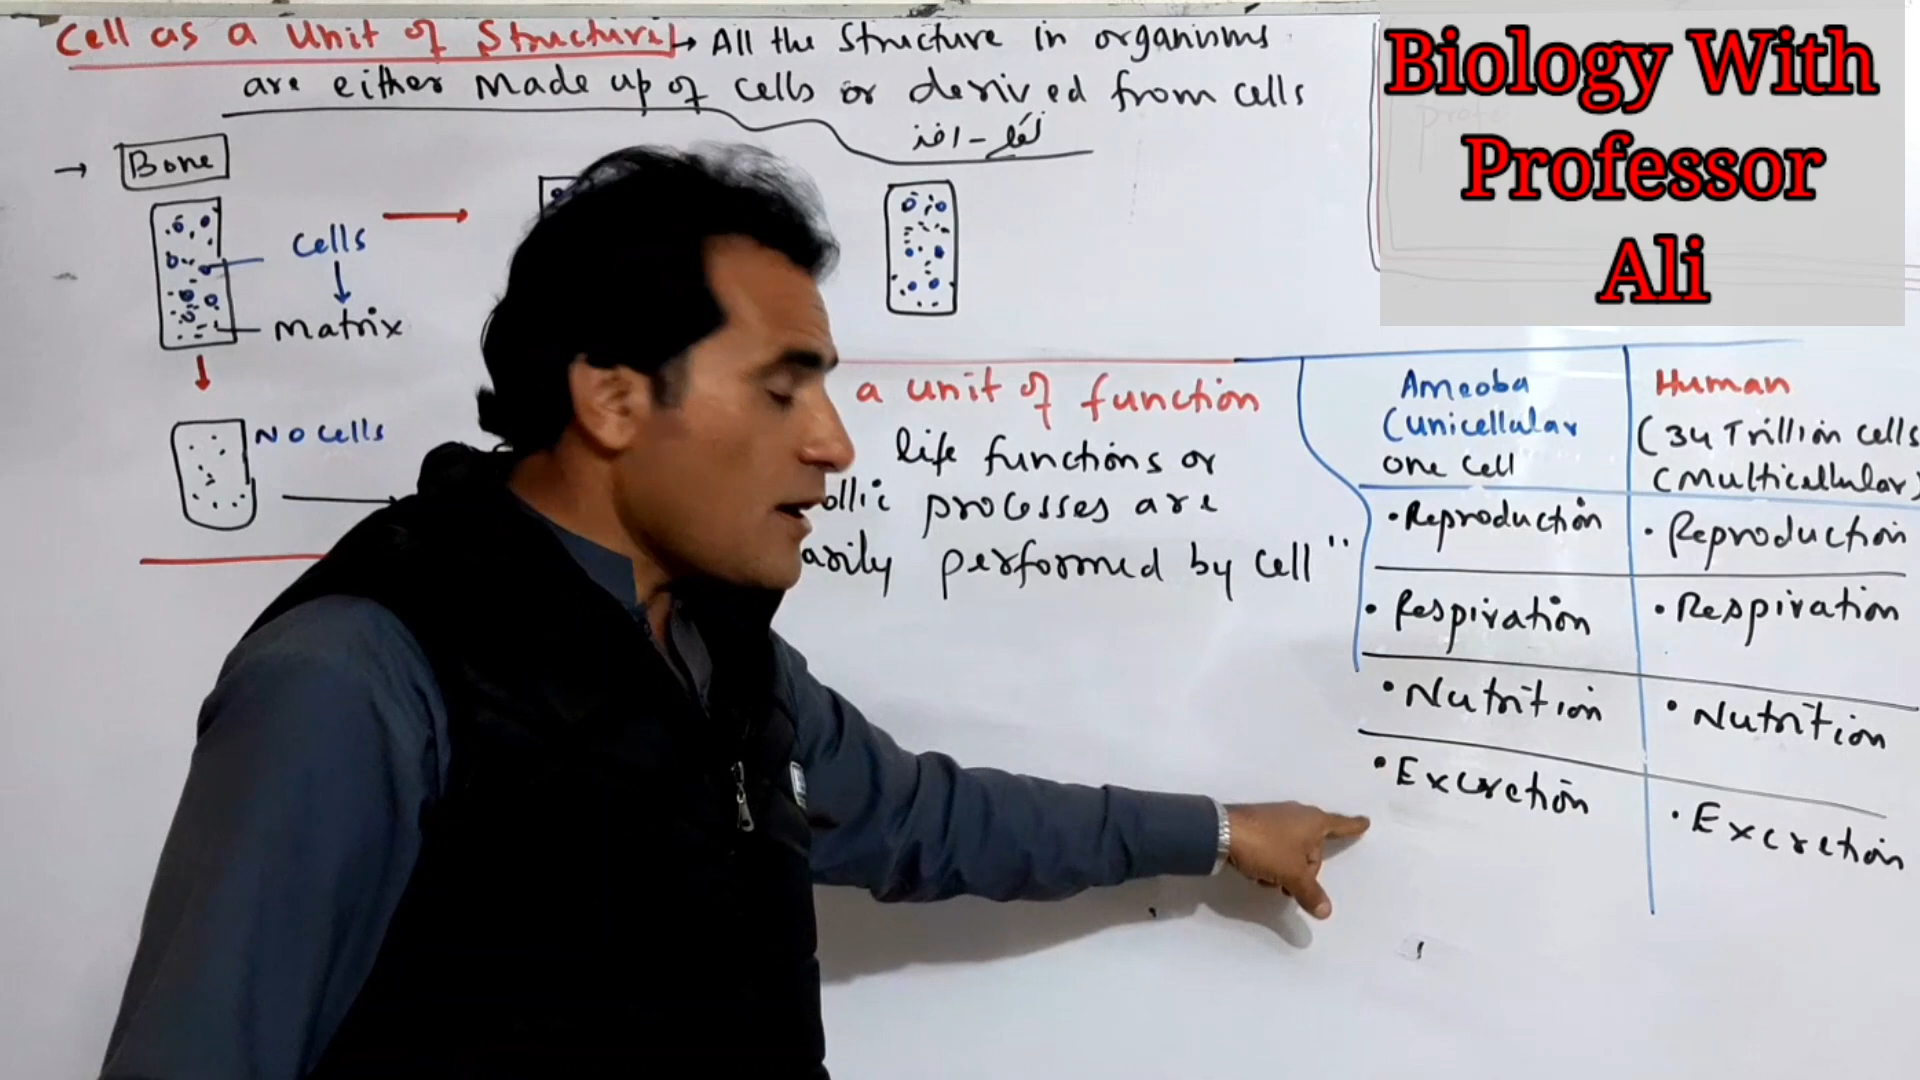 Cell as a Unit of Structure → All the Structure in organisms
are either Made up of cells or derived from cells
→ Bone
Cells
Matrix
No cells
a unit of function
life functions or
ollic processes are
arily performed by cell"
Ameoba
(unicellular
one cell
• Reproduction
• Respiration
• Nutrition
• Excretion
Human
(34 Trillion cells
(Multicellular)
• Reproduction
• Respiration
• Nutrition
• Excretion
Biology With
Professor
Ali